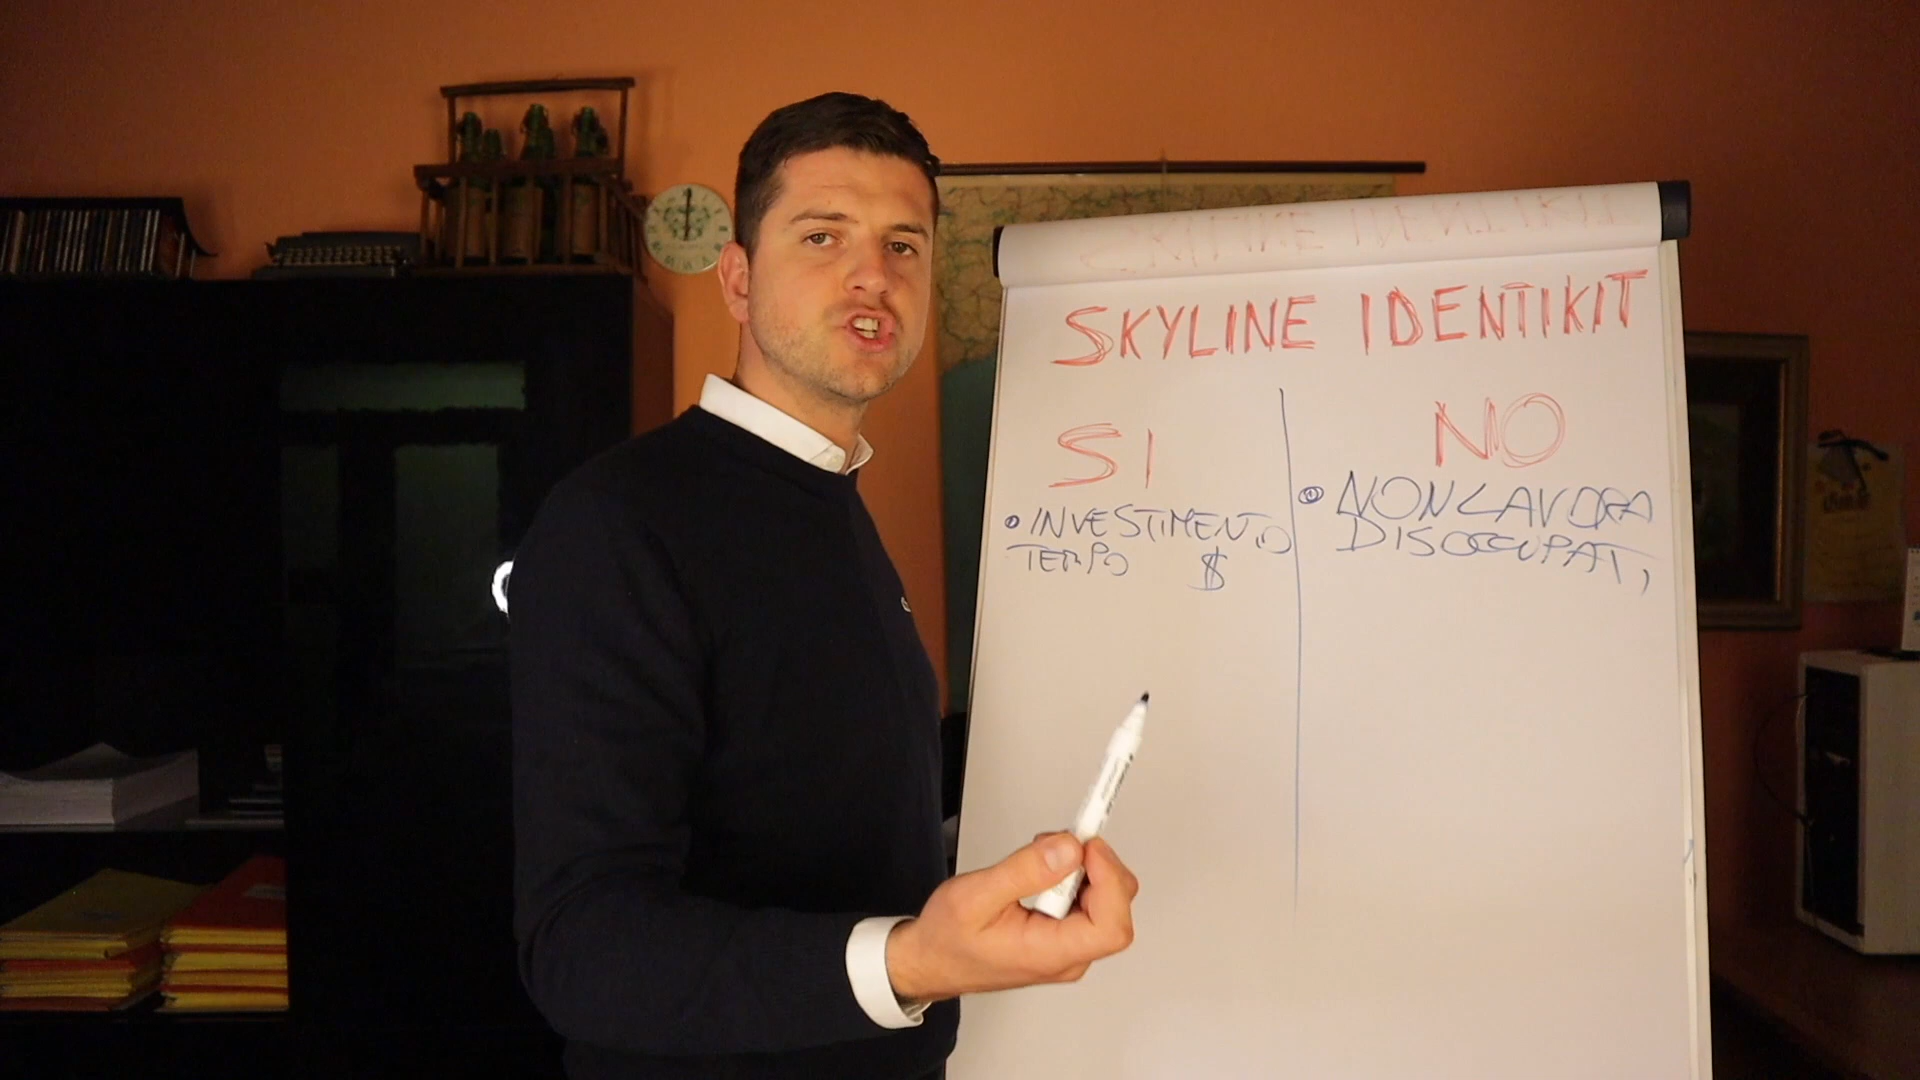 SKYLINE IDENTIKIT
SI
NO
INVESTIMENTO
TEMPO $
NON LAVORA
DISOCCUPATI